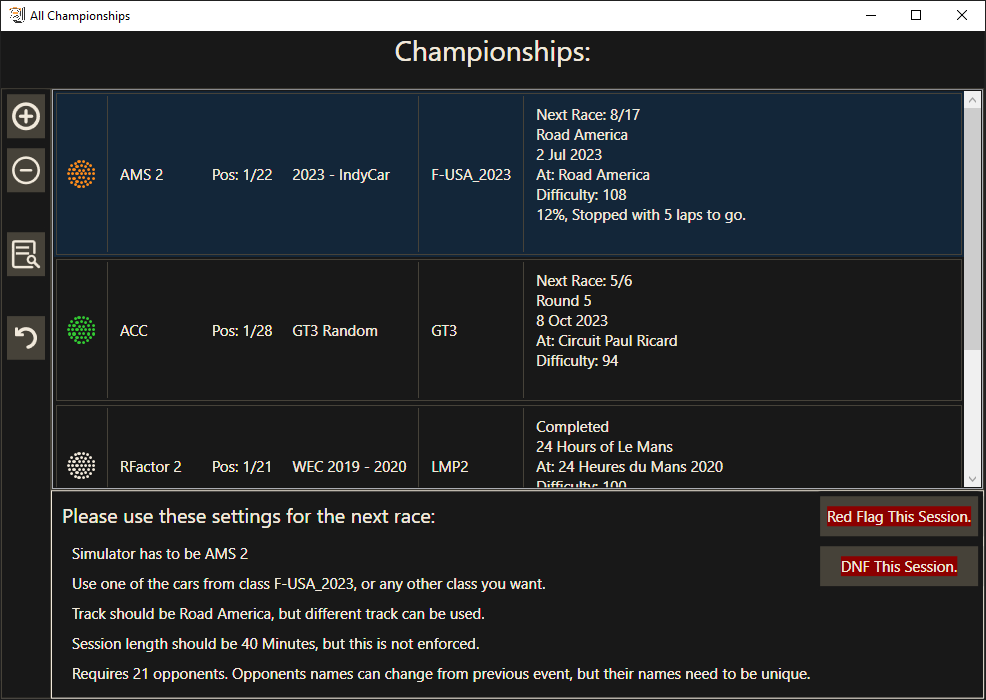 All Championships
Championships:
AMS 2 Pos: 1/22 2023 - IndyCar F-USA_2023
Next Race: 8/17
Road America
2 Jul 2023
At: Road America
Difficulty: 108
12%, Stopped with 5 laps to go.
ACC Pos: 1/28 GT3 Random GT3
Next Race: 5/6
Round 5
8 Oct 2023
At: Circuit Paul Ricard
Difficulty: 94
RFactor 2 Pos: 1/21 WEC 2019 - 2020 LMP2
Completed
24 Hours of Le Mans
At: 24 Heures du Mans 2020
Difficulty: 100
Please use these settings for the next race:
Simulator has to be AMS 2
Use one of the cars from class F-USA_2023, or any other class you want.
Track should be Road America, but different track can be used.
Session length should be 40 Minutes, but this is not enforced.
Requires 21 opponents. Opponents names can change from previous event, but their names need to be unique.
Red Flag This Session.
DNF This Session.